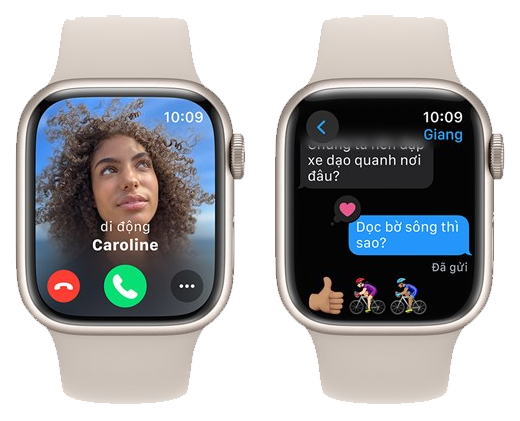 10:09
di động
Caroline
10:09
Giang
xe dạo quanh nơi
đâu?
Dọc bờ sông thì
sao?
Đã gửi